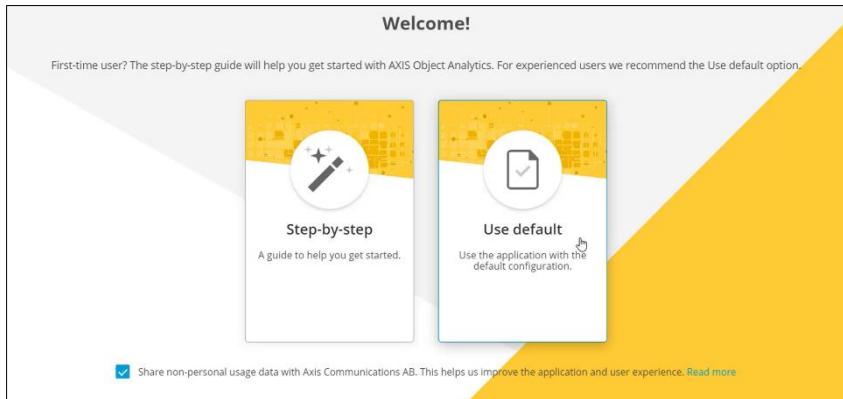 Welcome!
First-time user? The step-by-step guide will help you get started with AXIS Object Analytics. For experienced users we recommend the Use default option.
Step-by-step
A guide to help you get started.
Use default
Use the application with the
default configuration.
Share non-personal usage data with Axis Communications AB. This helps us improve the application and user experience. Read more